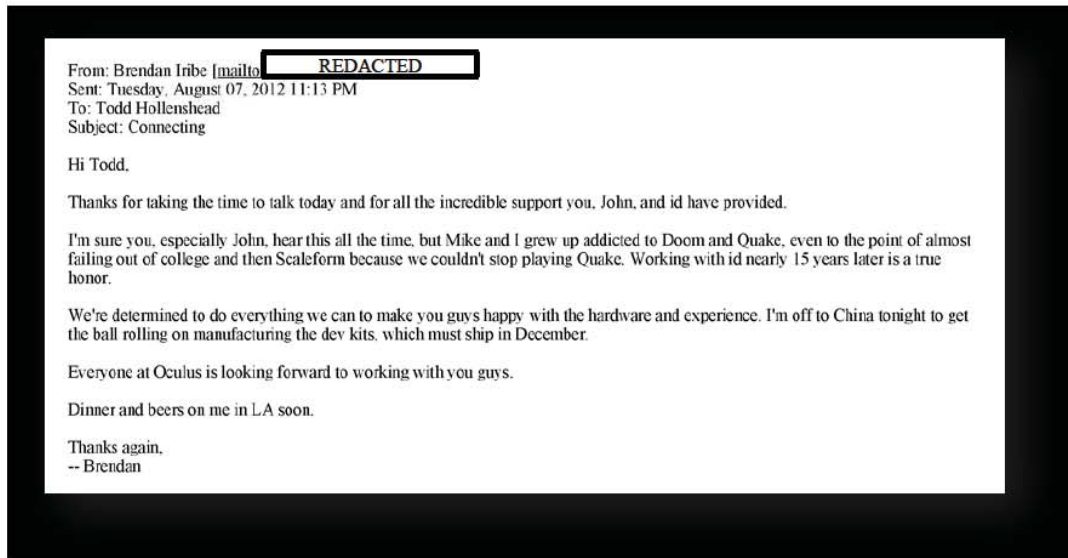 From: Brendan Iribe [mailto REDACTED
Sent: Tuesday, August 07, 2012 11:13 PM
To: Todd Hollenshead
Subject: Connecting
Hi Todd,
Thanks for taking the time to talk today and for all the incredible support you, John, and id have provided.
I'm sure you, especially John, hear this all the time, but Mike and I grew up addicted to Doom and Quake, even to the point of almost
failing out of college and then Scaleform because we couldn't stop playing Quake. Working with id nearly 15 years later is a true
honor.
We're determined to do everything we can to make you guys happy with the hardware and experience. I'm off to China tonight to get
the ball rolling on manufacturing the dev kits, which must ship in December.
Everyone at Oculus is looking forward to working with you guys.
Dinner and beers on me in LA soon.
Thanks again,
-- Brendan